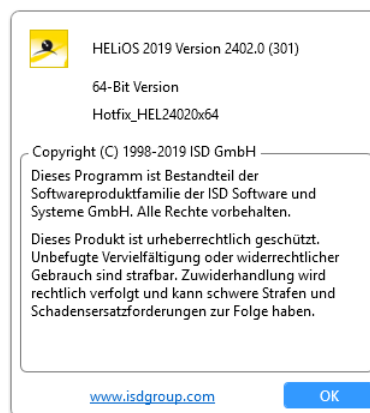 HELiOS 2019 Version 2402.0 (301)
64-Bit Version
Hotfix_HEL24020x64
Copyright (C) 1998-2019 ISD GmbH
Dieses Programm ist Bestandteil der
Softwareproduktfamilie der ISD Software und
Systeme GmbH. Alle Rechte vorbehalten.
Dieses Produkt ist urheberrechtlich geschützt.
Unbefugte Vervielfältigung oder widerrechtlicher
Gebrauch sind strafbar. Zuwiderhandlung wird
rechtlich verfolgt und kann schwere Strafen und
Schadensersatzforderungen zur Folge haben.
www.isdgroup.com
OK